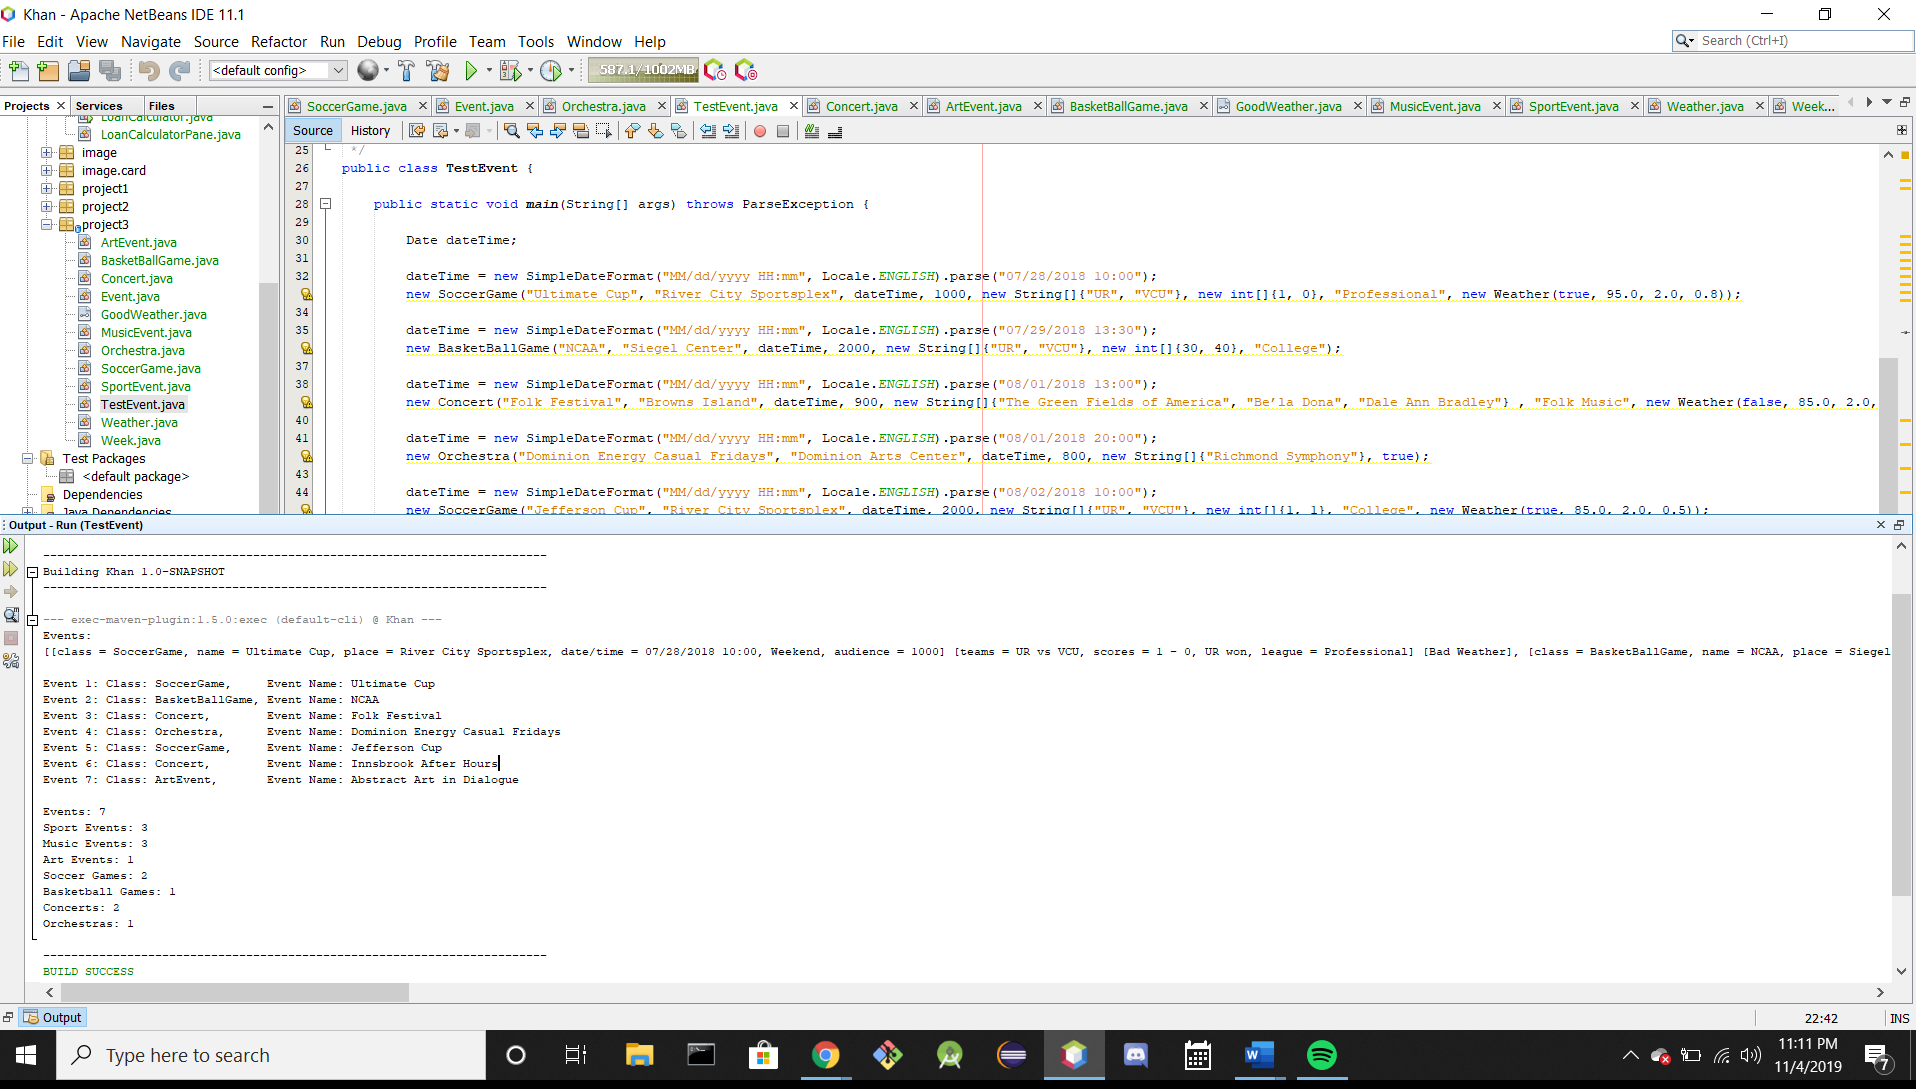 Khan - Apache NetBeans IDE 11.1
File Edit View Navigate Source Refactor Run Debug Profile Team Tools Window Help
Search (Ctrl+I)
<default config>
587.1/1002MB
Projects Services Files
SoccerGame.java Event.java Orchestra.java TestEvent.java Concert.java ArtEvent.java BasketBallGame.java GoodWeather.java MusicEvent.java SportEvent.java Weather.java Week...
Source History
LoanCalculator.java
LoanCalculatorPane.java
image
image.card
project1
project2
project3
ArtEvent.java
BasketBallGame.java
Concert.java
Event.java
GoodWeather.java
MusicEvent.java
Orchestra.java
SoccerGame.java
SportEvent.java
TestEvent.java
Weather.java
Week.java
Test Packages
<default package>
Dependencies
Java Dependencies
25 */
26 public class TestEvent {
27
28 public static void main(String[] args) throws ParseException {
29
30 Date dateTime;
31
32 dateTime = new SimpleDateFormat("MM/dd/yyyy HH:mm", Locale.ENGLISH).parse("07/28/2018 10:00");
new SoccerGame("Ultimate Cup", "River City Sportsplex", dateTime, 1000, new String[]{"UR", "VCU"}, new int[]{1, 0}, "Professional", new Weather(true, 95.0, 2.0, 0.8));
34
35 dateTime = new SimpleDateFormat("MM/dd/yyyy HH:mm", Locale.ENGLISH).parse("07/29/2018 13:30");
new BasketBallGame("NCAA", "Siegel Center", dateTime, 2000, new String[]{"UR", "VCU"}, new int[]{30, 40}, "College");
37
38 dateTime = new SimpleDateFormat("MM/dd/yyyy HH:mm", Locale.ENGLISH).parse("08/01/2018 13:00");
new Concert("Folk Festival", "Browns Island", dateTime, 900, new String[]{"The Green Fields of America", "Be’la Dona", "Dale Ann Bradley"} , "Folk Music", new Weather(false, 85.0, 2.0,
40
41 dateTime = new SimpleDateFormat("MM/dd/yyyy HH:mm", Locale.ENGLISH).parse("08/01/2018 20:00");
new Orchestra("Dominion Energy Casual Fridays", "Dominion Arts Center", dateTime, 800, new String[]{"Richmond Symphony"}, true);
43
44 dateTime = new SimpleDateFormat("MM/dd/yyyy HH:mm", Locale.ENGLISH).parse("08/02/2018 10:00");
new SoccerGame("Jefferson Cup", "River City Sportsplex", dateTime, 2000, new String[]{"UR", "VCU"}, new int[]{1, 1}, "College", new Weather(true, 85.0, 2.0, 0.5));
Output - Run (TestEvent)
------------------------------------------------------------------------
Building Khan 1.0-SNAPSHOT
------------------------------------------------------------------------
--- exec-maven-plugin:1.5.0:exec (default-cli) @ Khan ---
Events:
[[class = SoccerGame, name = Ultimate Cup, place = River City Sportsplex, date/time = 07/28/2018 10:00, Weekend, audience = 1000] [teams = UR vs VCU, scores = 1 - 0, UR won, league = Professional] [Bad Weather], [class = BasketBallGame, name = NCAA, place = Siegel
Event 1: Class: SoccerGame, Event Name: Ultimate Cup
Event 2: Class: BasketBallGame, Event Name: NCAA
Event 3: Class: Concert, Event Name: Folk Festival
Event 4: Class: Orchestra, Event Name: Dominion Energy Casual Fridays
Event 5: Class: SoccerGame, Event Name: Jefferson Cup
Event 6: Class: Concert, Event Name: Innsbrook After Hours
Event 7: Class: ArtEvent, Event Name: Abstract Art in Dialogue
Events: 7
Sport Events: 3
Music Events: 3
Art Events: 1
Soccer Games: 2
Basketball Games: 1
Concerts: 2
Orchestras: 1
------------------------------------------------------------------------
BUILD SUCCESS
Output
22:42 INS
Type here to search
11:11 PM
11/4/2019
7